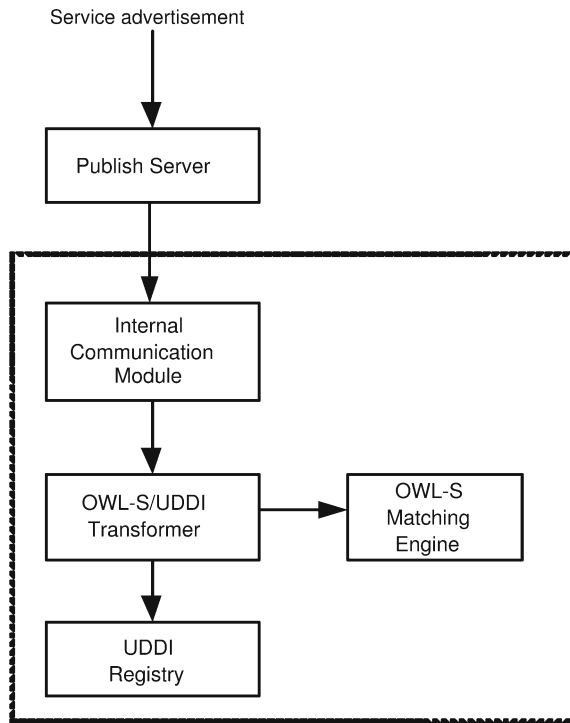 Service advertisement
Publish Server
Internal
Communication
Module
OWL-S/UDDI
Transformer
OWL-S
Matching
Engine
UDDI
Registry